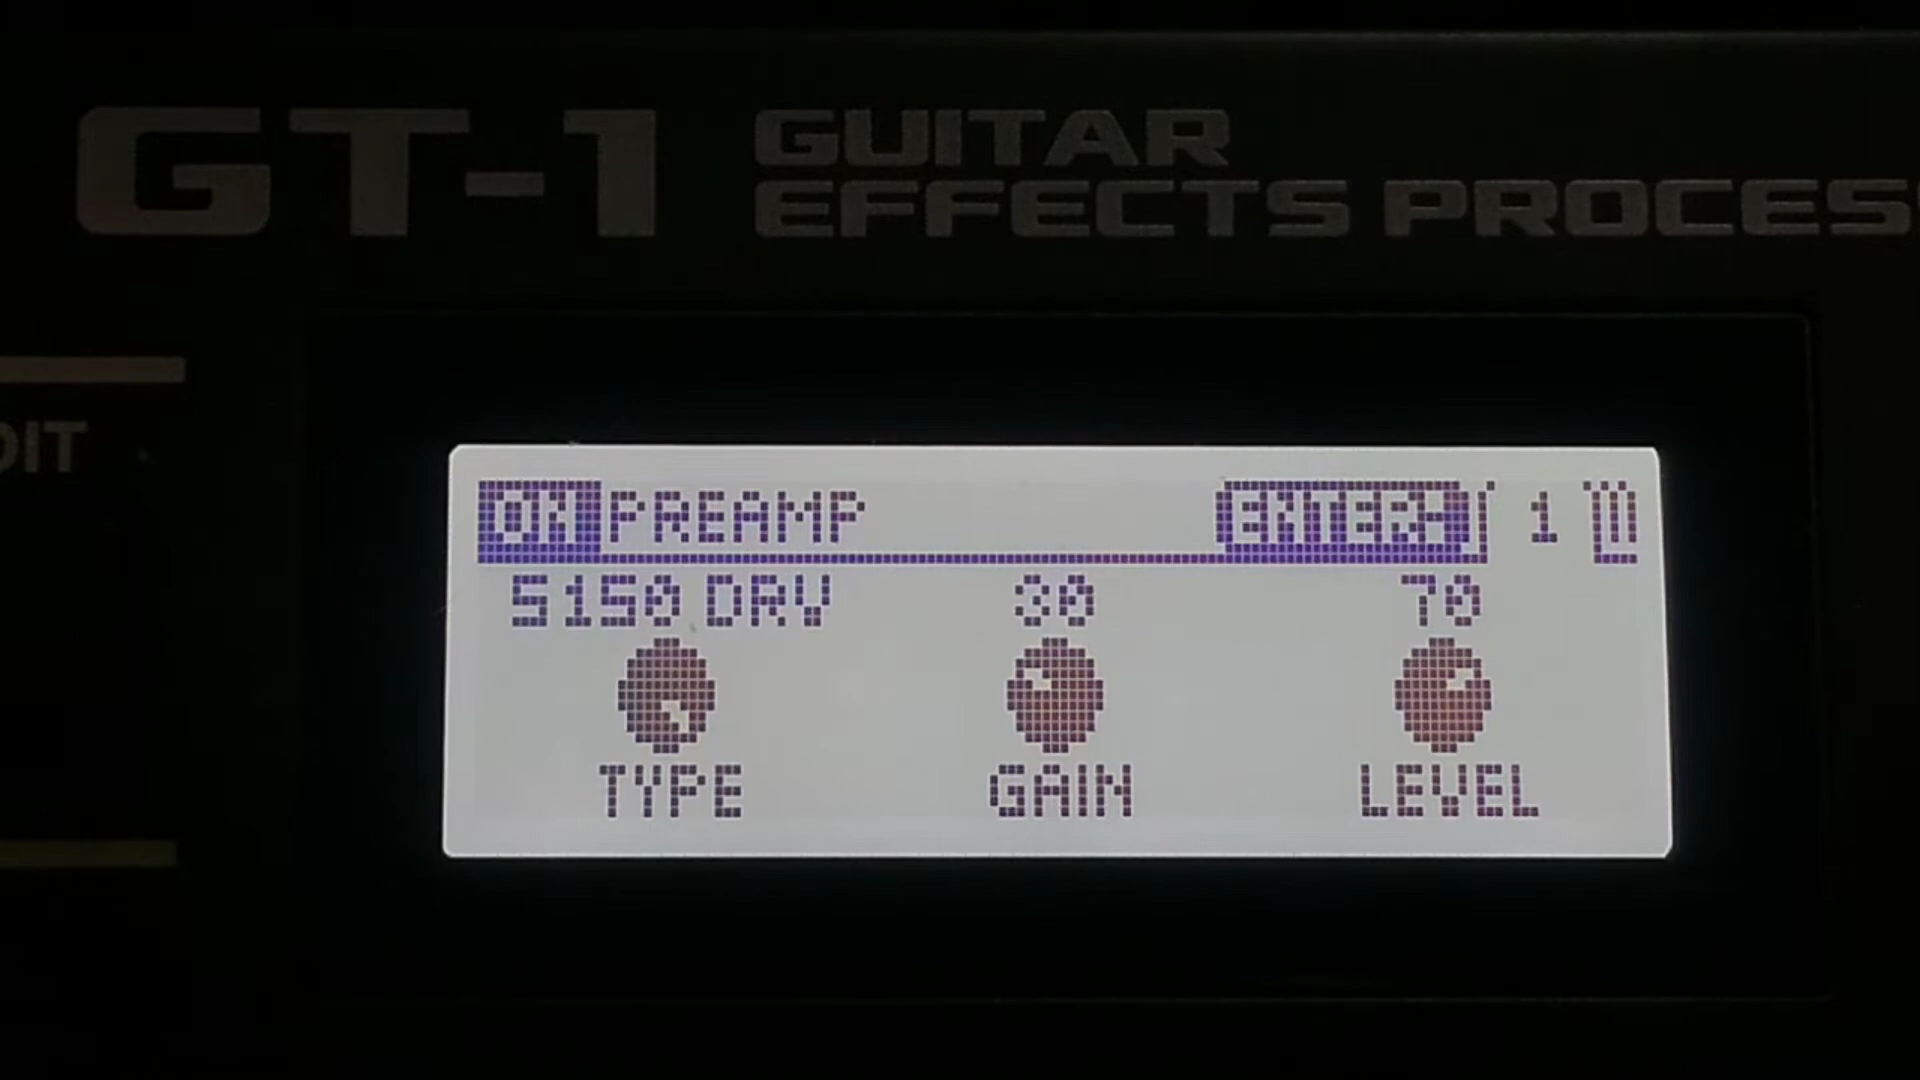 GT-1 GUITAR
EFFECTS PROCES
DIT
ON PREAMP ENTER 1
5150 DRV 30 70
TYPE GAIN LEVEL